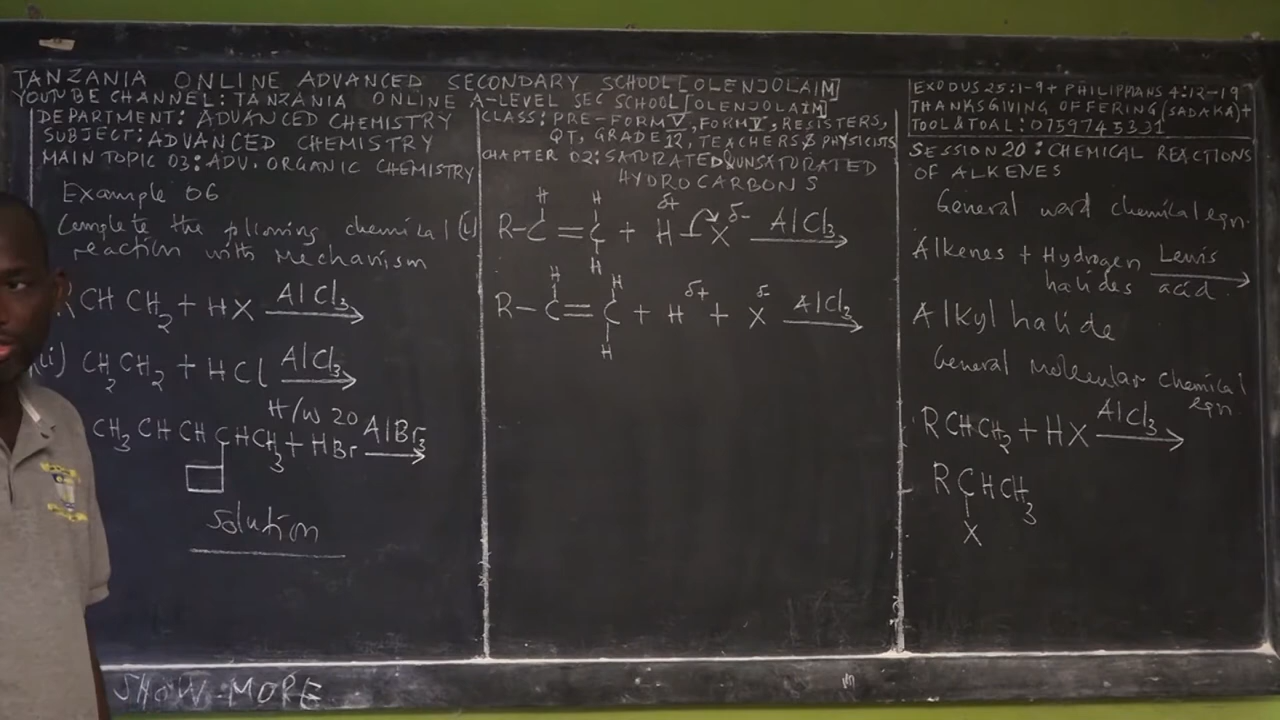 TANZANIA ONLINE ADVANCED SECONDARY SCHOOL [OLENJOLAIM]
YOUTUBE CHANNEL: TANZANIA ONLINE A-LEVEL SEC SCHOOL [OLENJOLAIM]
DEPARTMENT: ADVANCED CHEMISTRY
SUBJECT: ADVANCED CHEMISTRY
MAIN TOPIC 03: ADV. ORGANIC CHEMISTRY
Example 06
Complete the following chemical
reaction with mechanism
RCHCH₂ + HX AlCl₃ →
(ii) CH₂CH₂ + HCl AlCl₃ →
H/W 20
CH₃CHCHCHCH₃ + HBr AlBr₃ →
Solution
SHOW MORE
CLASS: PRE-FORM V, FORM V, RESISTERS,
QT, GRADE 12, TEACHERS & PHYSICISTS
CHAPTER 02: SATURATED & UNSATURATED
HYDROCARBONS
(i)
H H δ+ δ-
R-C=C + H-X AlCl₃ →
H
H H δ+ δ-
R-C=C + H + X AlCl₃ →
H
EXODUS 25:1-9 + PHILIPPIANS 4:12-19
THANKSGIVING OFFERING (SADAKA) +
TOOL & TOAL: 0759745331
SESSION 20: CHEMICAL REACTIONS
OF ALKENES
General word chemical eqn.
Alkenes + Hydrogen Lewis →
halides acid.
Alkyl halide
General molecular chemical
eqn.
RCHCH₂ + HX AlCl₃ →
RCHCH₃
X